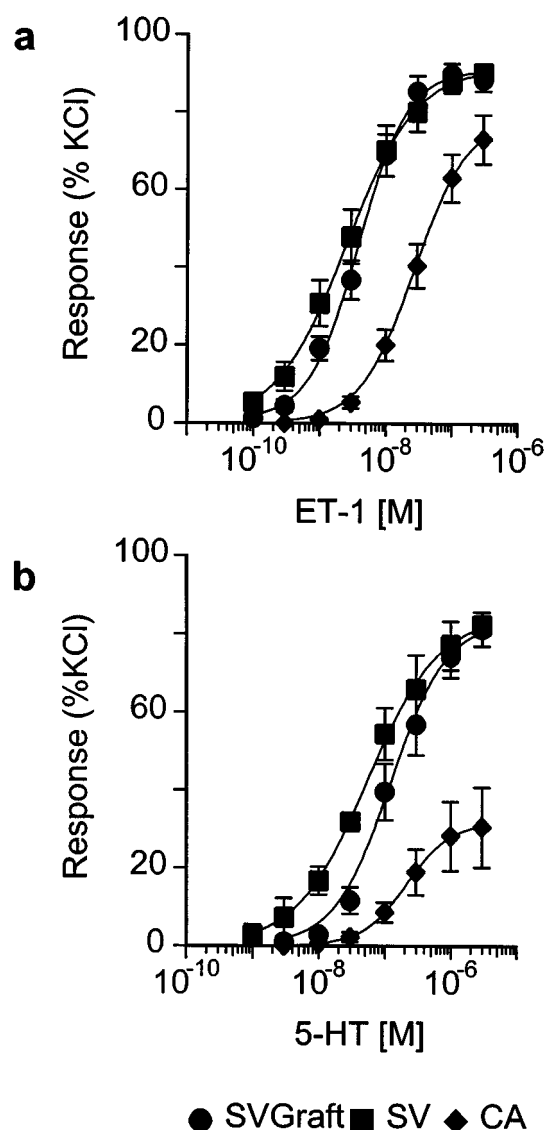 a
100
60
20
0
Response (% KCl)
10-10
10-8
10-6
ET-1 [M]
b
100
60
20
0
Response (%KCl)
10-10
10-8
10-6
5-HT [M]
SVGraft SV CA